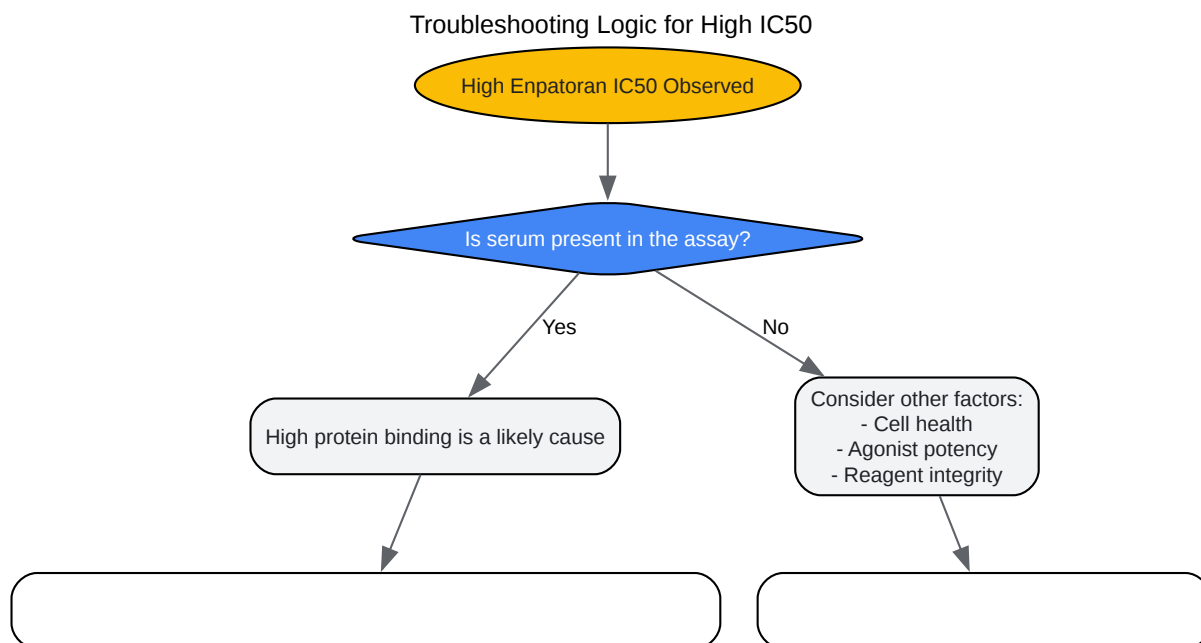 Troubleshooting Logic for High IC50
High Enpatoran IC50 Observed
Is serum present in the assay?
Yes
No
High protein binding is a likely cause
Consider other factors:
- Cell health
- Agonist potency
- Reagent integrity